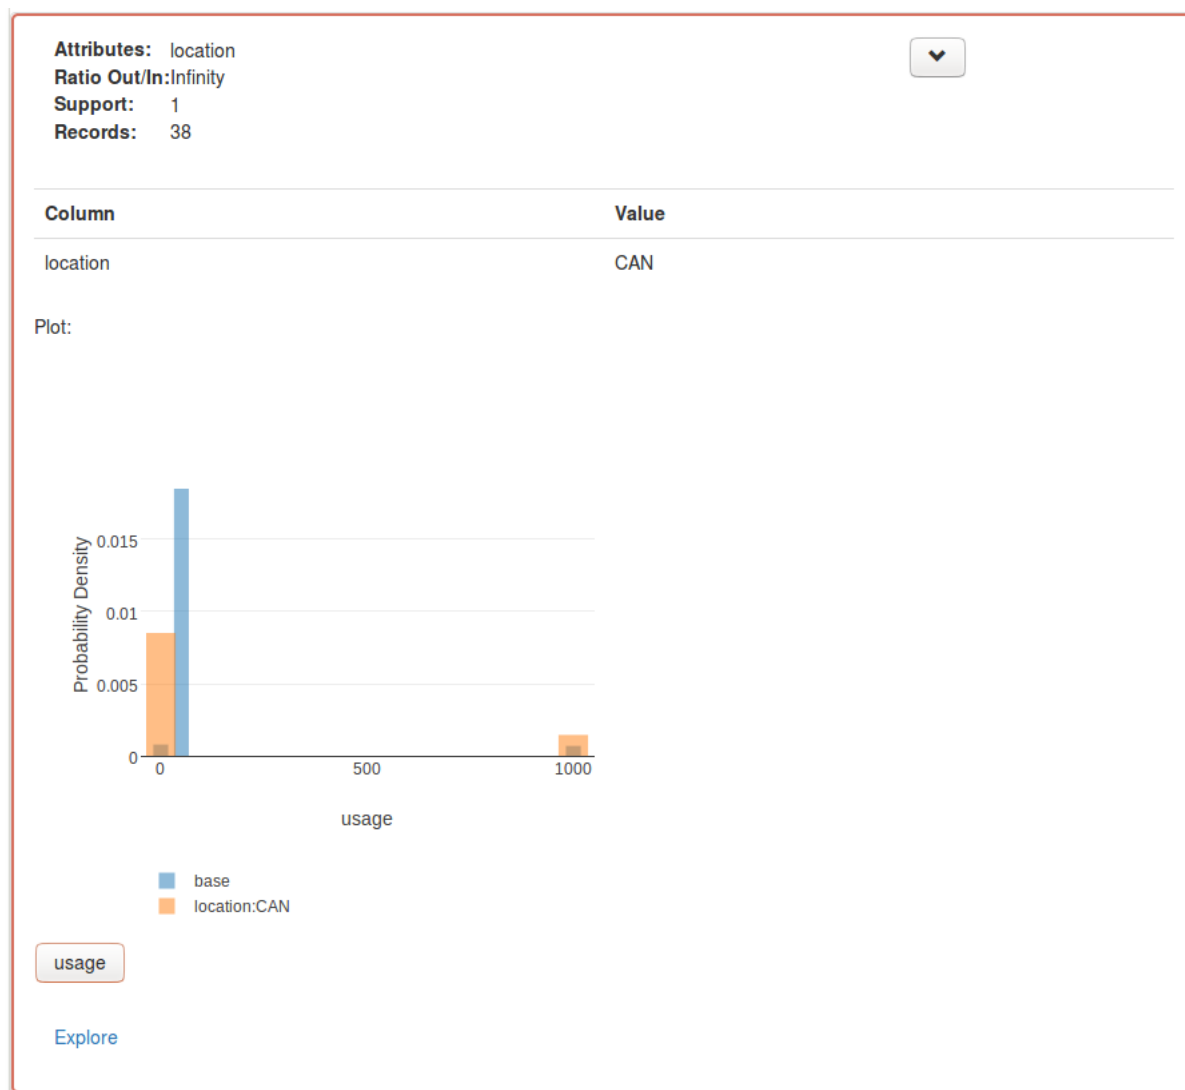 Attributes: location
Ratio Out/In:Infinity
Support: 1
Records: 38
Column Value
location CAN
Plot:
Probability Density
0.015
0.01
0.005
0
0 500 1000
usage
base
location:CAN
usage
Explore